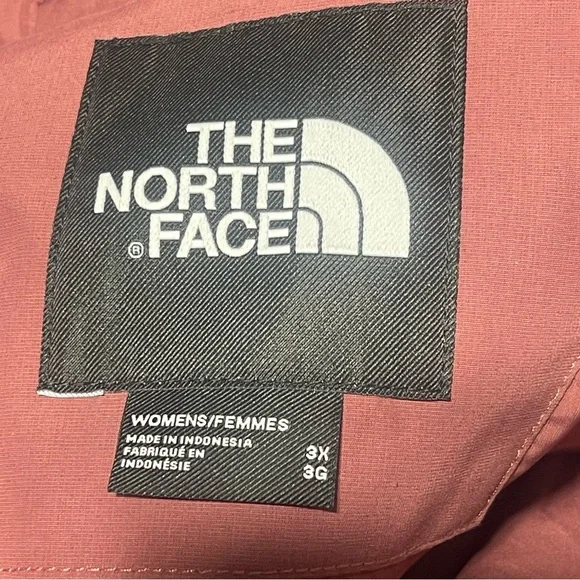 THE
NORTH
® FACE
WOMENS/FEMMES
MADE IN INDONESIA 3X
FABRIQUÉ EN 3G
INDONÉSIE